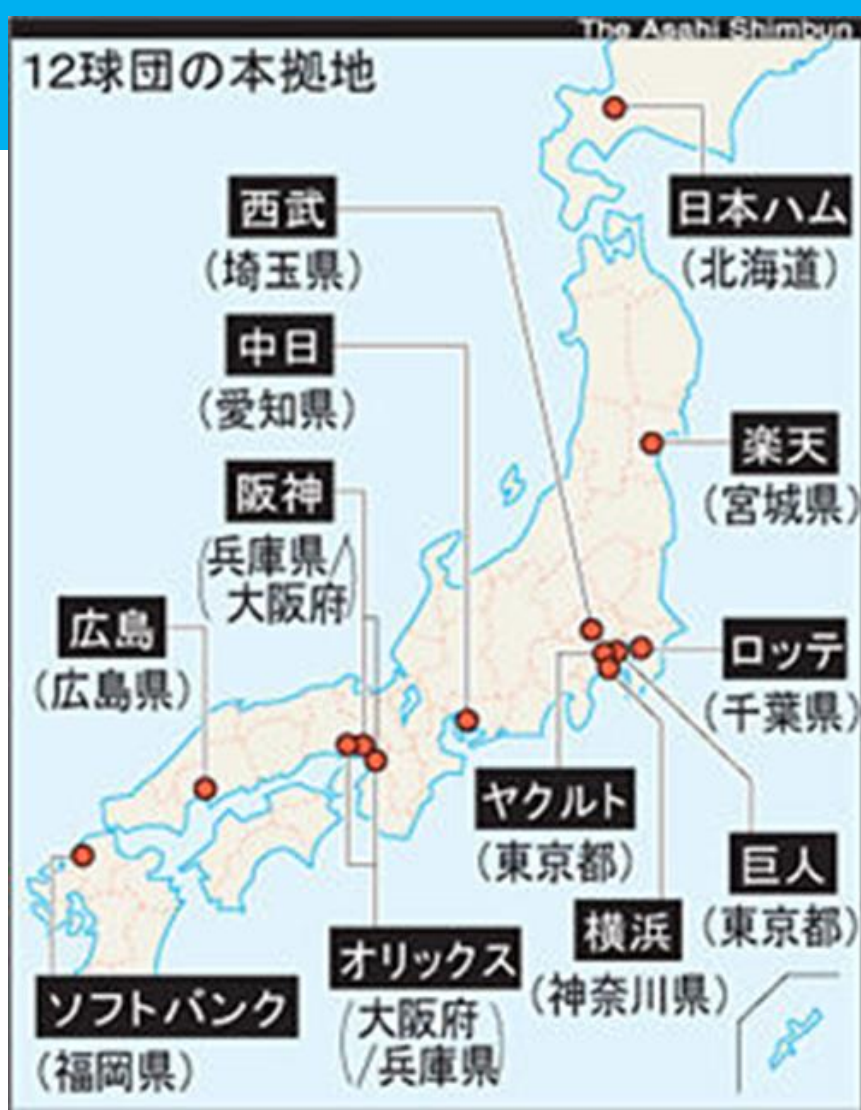 The Asahi Shimbun
12球団の本拠地
日本ハム
(北海道)
西武
(埼玉県)
中日
(愛知県)
楽天
(宮城県)
阪神
(兵庫県/
大阪府)
広島
(広島県)
ロッテ
(千葉県)
ヤクルト
(東京都)
巨人
(東京都)
横浜
(神奈川県)
オリックス
(大阪府
/兵庫県)
ソフトバンク
(福岡県)